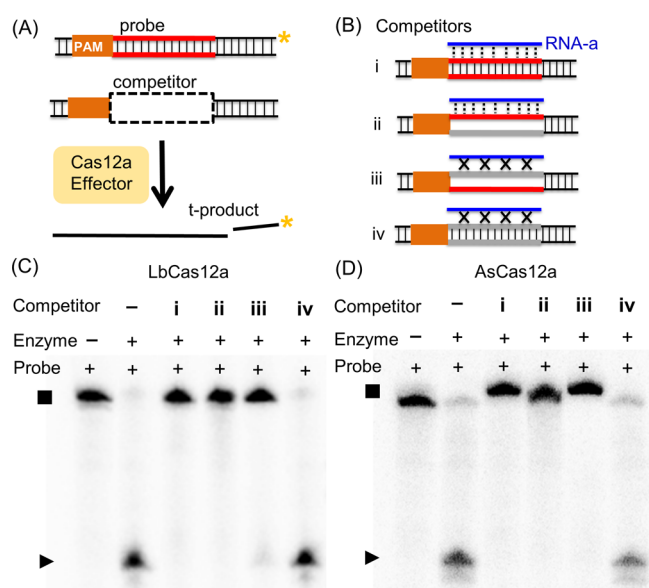 (A)
probe
PAM
*
competitor
Cas12a
Effector
t-product
*
(B) Competitors
RNA-a
i
ii
iii
iv
(C) LbCas12a
Competitor – i ii iii iv
Enzyme – + + + + +
Probe + + + + + +
(D) AsCas12a
Competitor – i ii iii iv
Enzyme – + + + + +
Probe + + + + + +